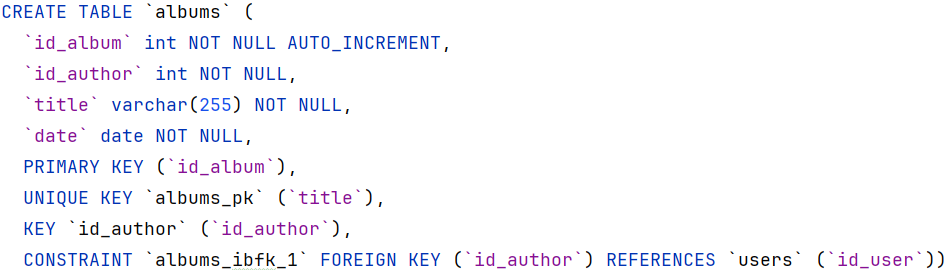 CREATE TABLE `albums` (
  `id_album` int NOT NULL AUTO_INCREMENT,
  `id_author` int NOT NULL,
  `title` varchar(255) NOT NULL,
  `date` date NOT NULL,
  PRIMARY KEY (`id_album`),
  UNIQUE KEY `albums_pk` (`title`),
  KEY `id_author` (`id_author`),
  CONSTRAINT `albums_ibfk_1` FOREIGN KEY (`id_author`) REFERENCES `users` (`id_user`))